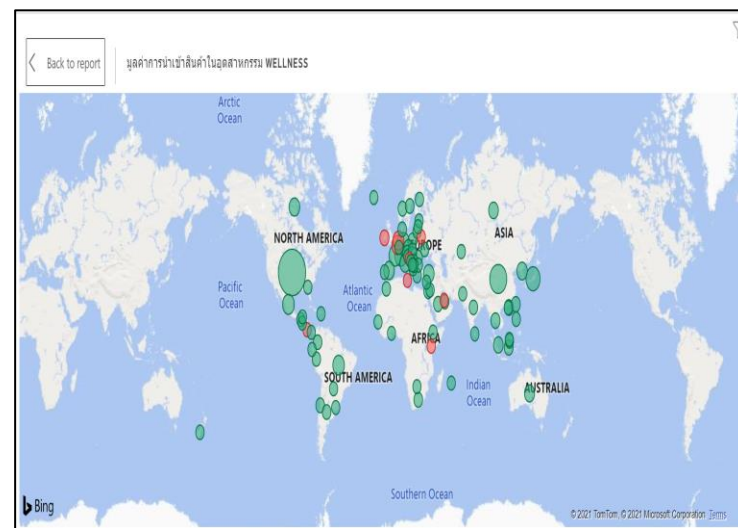 Back to report
มูลค่าการนำเข้าสินค้าในอุตสาหกรรม WELLNESS
Arctic
Ocean
NORTH AMERICA
ASIA
Pacific
Ocean
Atlantic
Ocean
AFRICA
SOUTH AMERICA
Indian
Ocean
AUSTRALIA
Southern Ocean
Bing
© 2021 TomTom, © 2021 Microsoft Corporation Terms